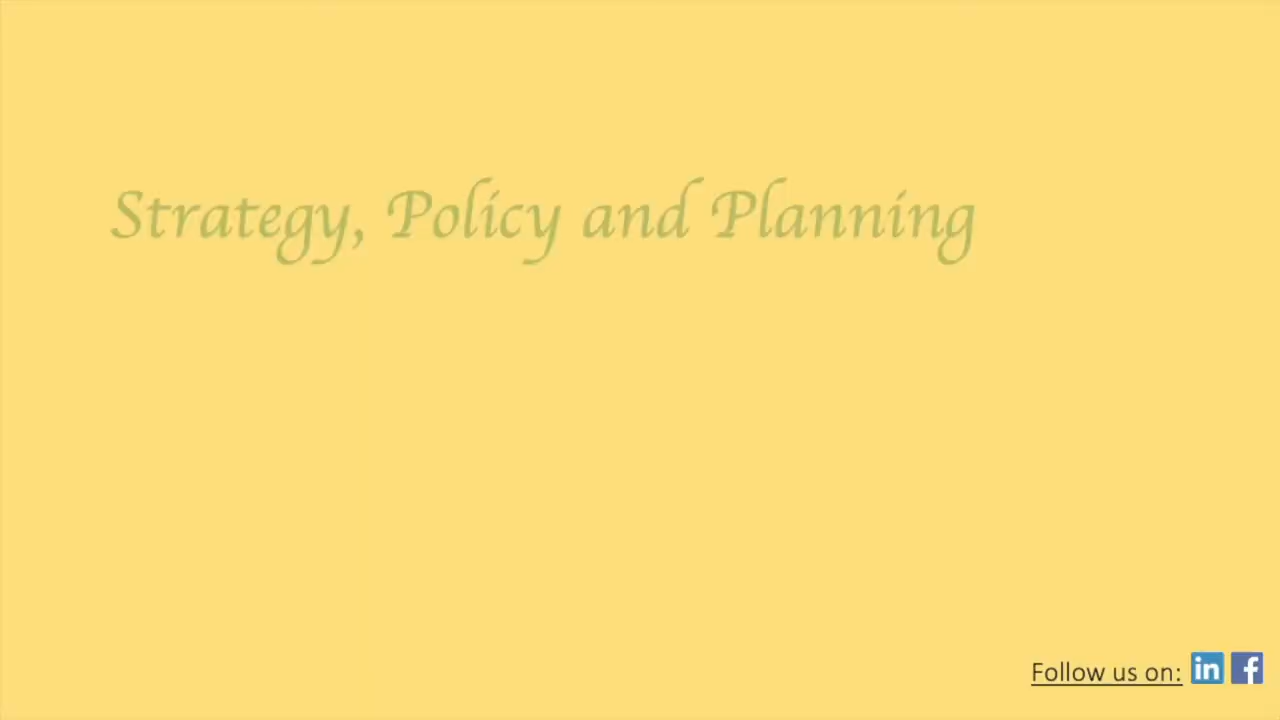 Strategy, Policy and Planning
Follow us on: in f